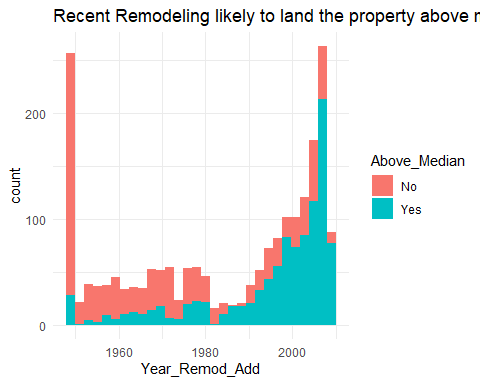 Recent Remodeling likely to land the property above
200
100
0
count
1960
1980
2000
Year_Remod_Add
Above_Median
No
Yes